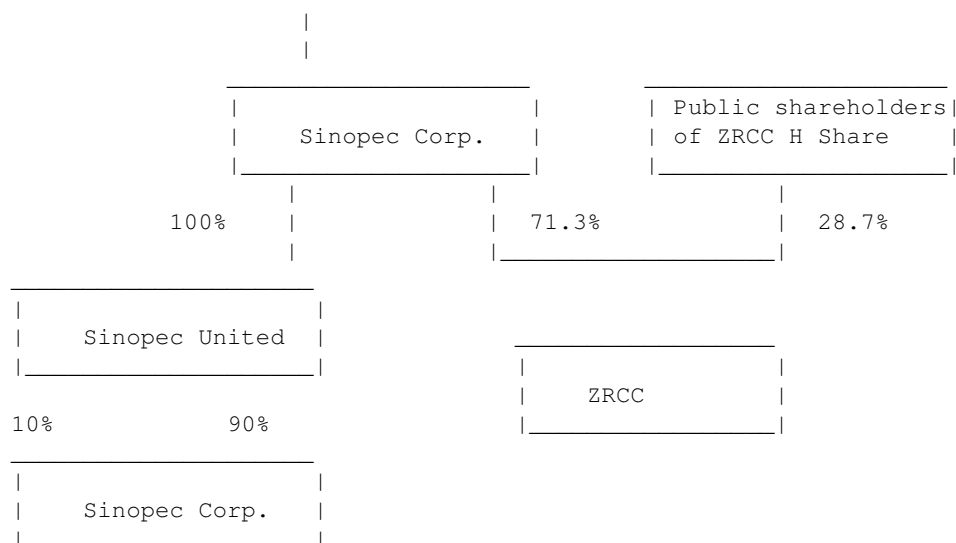 Public shareholders
Sinopec Corp.
of ZRCC H Share
100%
71.3%
28.7%
Sinopec United
ZRCC
10%
90%
Sinopec Corp.